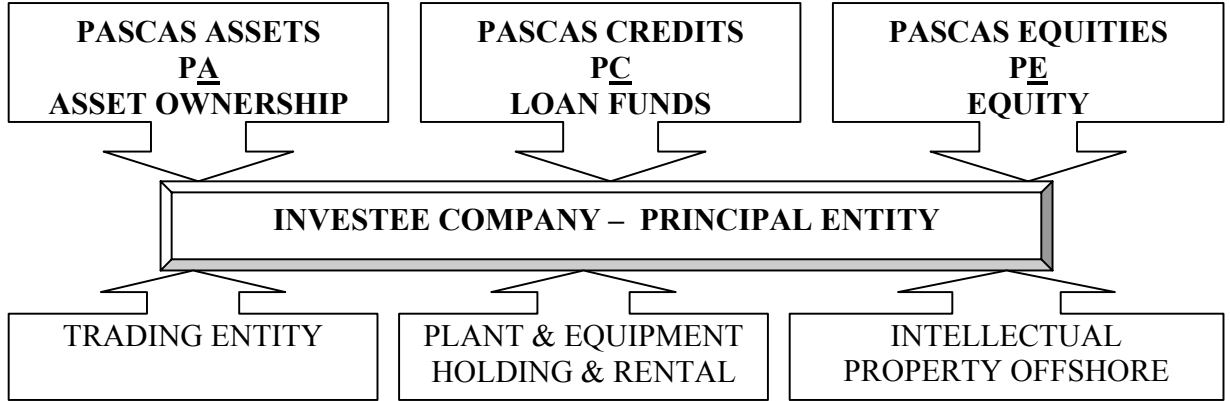 PASCAS ASSETS
PA
ASSET OWNERSHIP
PASCAS CREDITS
PC
LOAN FUNDS
PASCAS EQUITIES
PE
EQUITY
INVESTEE COMPANY – PRINCIPAL ENTITY
TRADING ENTITY
PLANT & EQUIPMENT
HOLDING & RENTAL
INTELLECTUAL
PROPERTY OFFSHORE